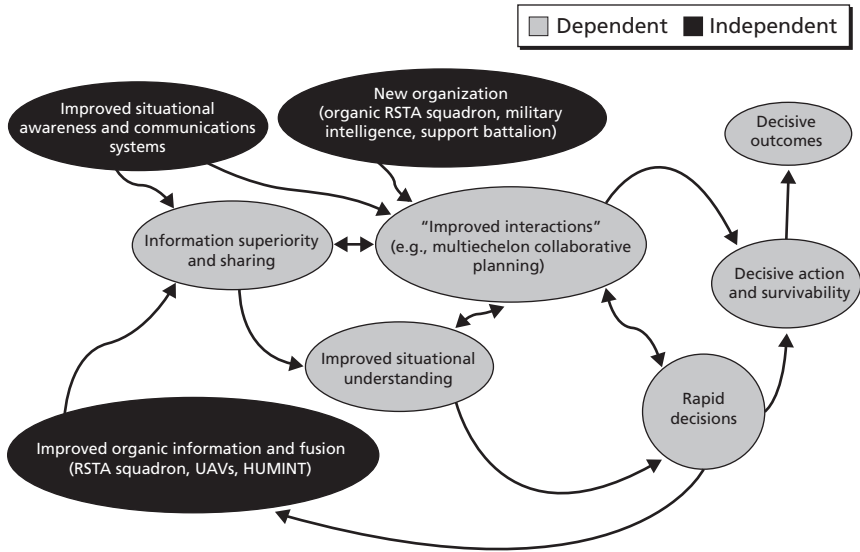 Dependent
Independent
Improved situational
awareness and communications
systems
New organization
(organic RSTA squadron, military
intelligence, support battalion)
Decisive
outcomes
Information superiority
and sharing
“Improved interactions”
(e.g., multiechelon collaborative
planning)
Decisive action
and survivability
Improved situational
understanding
Rapid
decisions
Improved organic information and fusion
(RSTA squadron, UAVs, HUMINT)